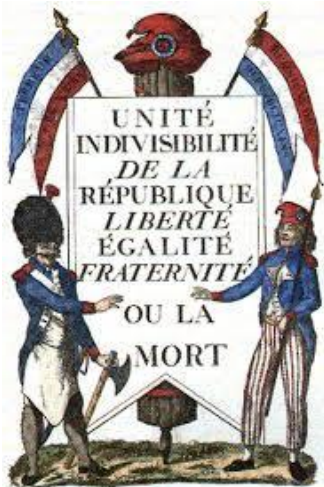 UNITÉ
INDIVISIBILITÉ
DE LA
RÉPUBLIQUE
LIBERTÉ
ÉGALITÉ
FRATERNITÉ
OU LA
MORT